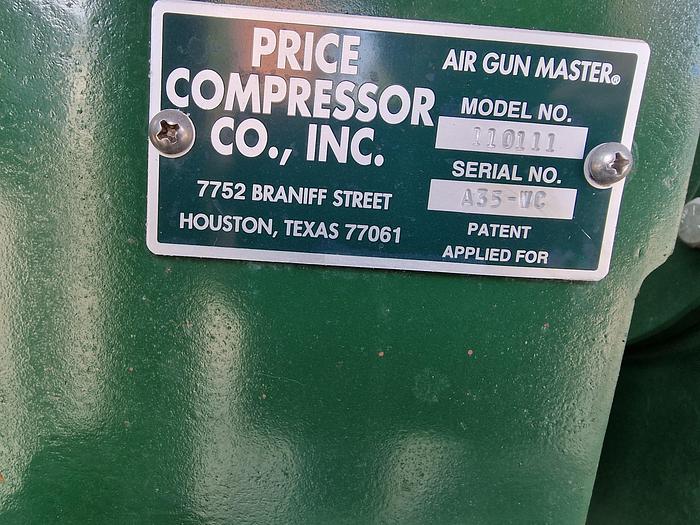 PRICE
COMPRESSOR
CO., INC.
7752 BRANIFF STREET
HOUSTON, TEXAS 77061
AIR GUN MASTER®
MODEL NO.
110111
SERIAL NO.
A35-WC
PATENT
APPLIED FOR